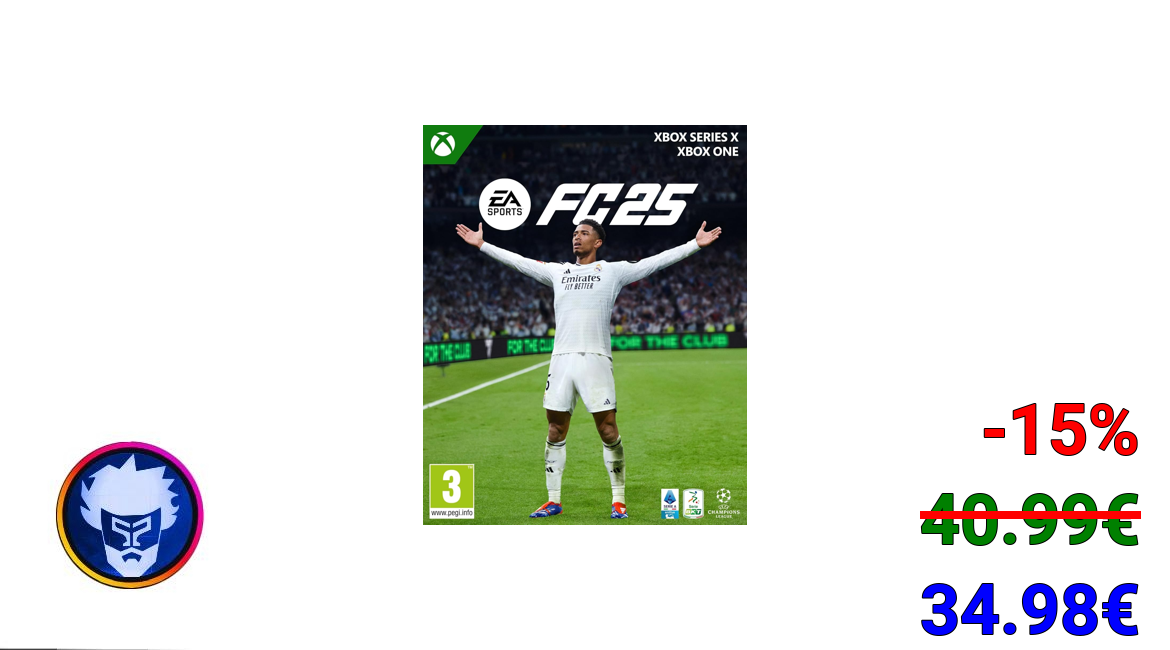 XBOX SERIES X
XBOX ONE
EA
SPORTS
FC25
Emirates
FLY BETTER
FOR THE CLUB
FOR THE CLUB
FOR THE CLUB
3
www.pegi.info
CHAMPIONS
LEAGUE
-15%
40.99€
34.98€